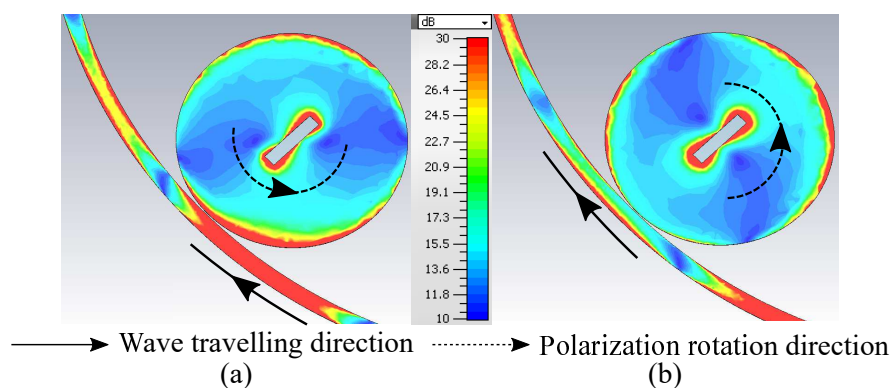 dB
30
28.2
26.4
24.5
22.7
20.9
19.1
17.3
15.5
13.6
11.8
10
Wave travelling direction
Polarization rotation direction
(a)
(b)